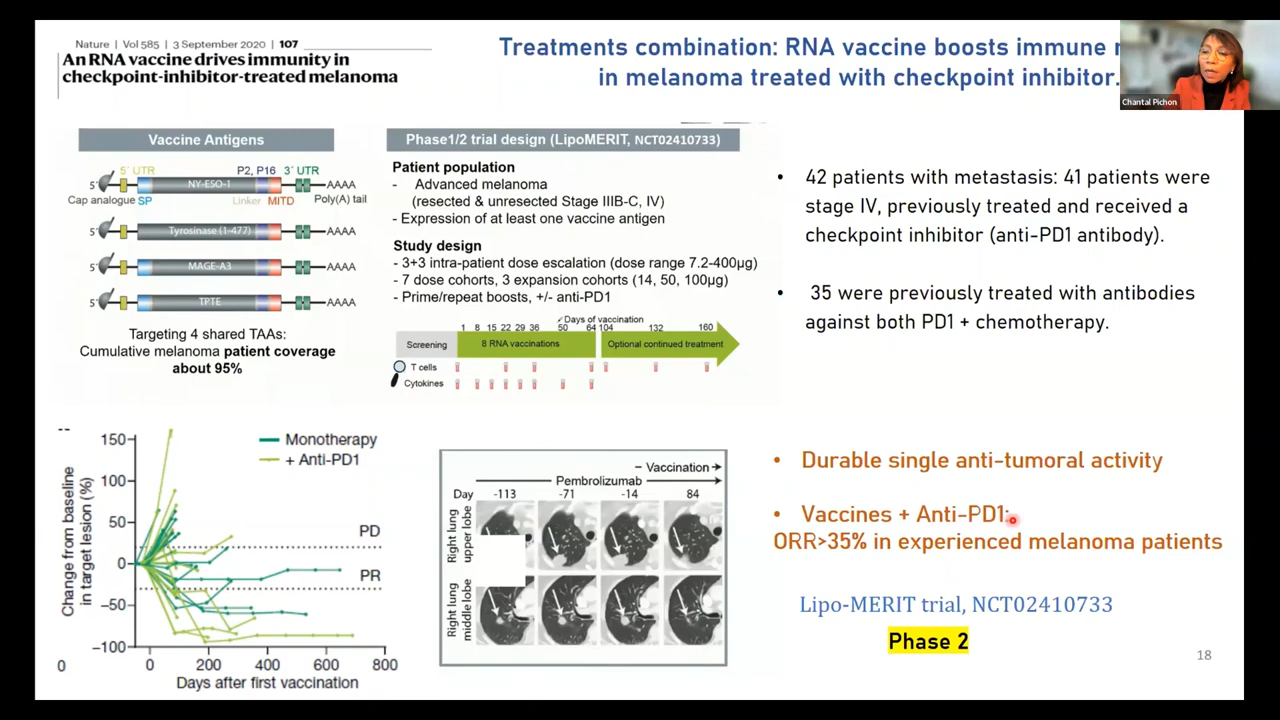 Nature | Vol 585 | 3 September 2020 | 107
An RNA vaccine drives immunity in
checkpoint-inhibitor-treated melanoma
Treatments combination: RNA vaccine boosts immune
in melanoma treated with checkpoint inhibitor.
Chantal Pichon
Vaccine Antigens
5´ UTR P2, P16 3´ UTR
5' NY-ESO-1 AAAA
Cap analogue SP Linker MITD Poly(A) tail
5' Tyrosinase (1-477) AAAA
5' MAGE-A3 AAAA
5' TPTE AAAA
Targeting 4 shared TAAs:
Cumulative melanoma patient coverage
about 95%
Phase1/2 trial design (LipoMERIT, NCT02410733)
Patient population
- Advanced melanoma
(resected & unresected Stage IIIB-C, IV)
- Expression of at least one vaccine antigen
Study design
- 3+3 intra-patient dose escalation (dose range 7.2-400µg)
- 7 dose cohorts, 3 expansion cohorts (14, 50, 100µg)
- Prime/repeat boosts, +/- anti-PD1
Days of vaccination
1 8 15 22 29 36 50 64 104 132 160
Screening 8 RNA vaccinations Optional continued treatment
T cells
Cytokines
• 42 patients with metastasis: 41 patients were
stage IV, previously treated and received a
checkpoint inhibitor (anti-PD1 antibody).
• 35 were previously treated with antibodies
against both PD1 + chemotherapy.
Change from baseline
in target lesion (%)
150
100
50
0
−50
−100
Monotherapy
+ Anti-PD1
PD
PR
0
0 200 400 600 800
Days after first vaccination
Vaccination
Pembrolizumab
Day -113 -71 -14 84
Right lung
upper lobe
Right lung
middle lobe
• Durable single anti-tumoral activity
• Vaccines + Anti-PD1:
ORR>35% in experienced melanoma patients
Lipo-MERIT trial, NCT02410733
Phase 2
18